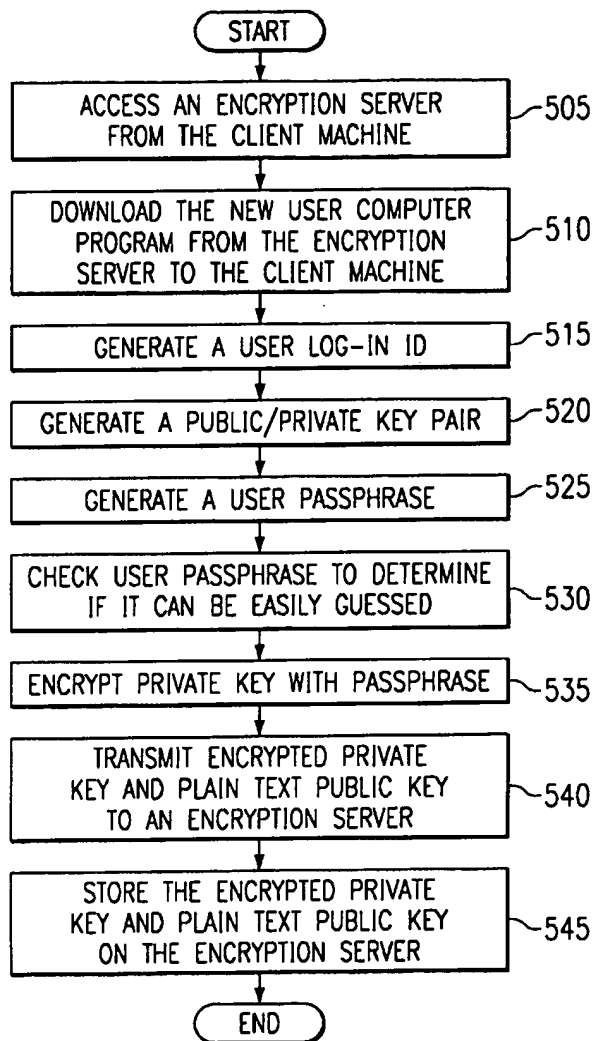 START
ACCESS AN ENCRYPTION SERVER
FROM THE CLIENT MACHINE
505
DOWNLOAD THE NEW USER COMPUTER
PROGRAM FROM THE ENCRYPTION
SERVER TO THE CLIENT MACHINE
510
GENERATE A USER LOG-IN ID
515
GENERATE A PUBLIC/PRIVATE KEY PAIR
520
GENERATE A USER PASSPHRASE
525
CHECK USER PASSPHRASE TO DETERMINE
IF IT CAN BE EASILY GUESSED
530
ENCRYPT PRIVATE KEY WITH PASSPHRASE
535
TRANSMIT ENCRYPTED PRIVATE
KEY AND PLAIN TEXT PUBLIC KEY
TO AN ENCRYPTION SERVER
540
STORE THE ENCRYPTED PRIVATE
KEY AND PLAIN TEXT PUBLIC KEY
ON THE ENCRYPTION SERVER
545
END